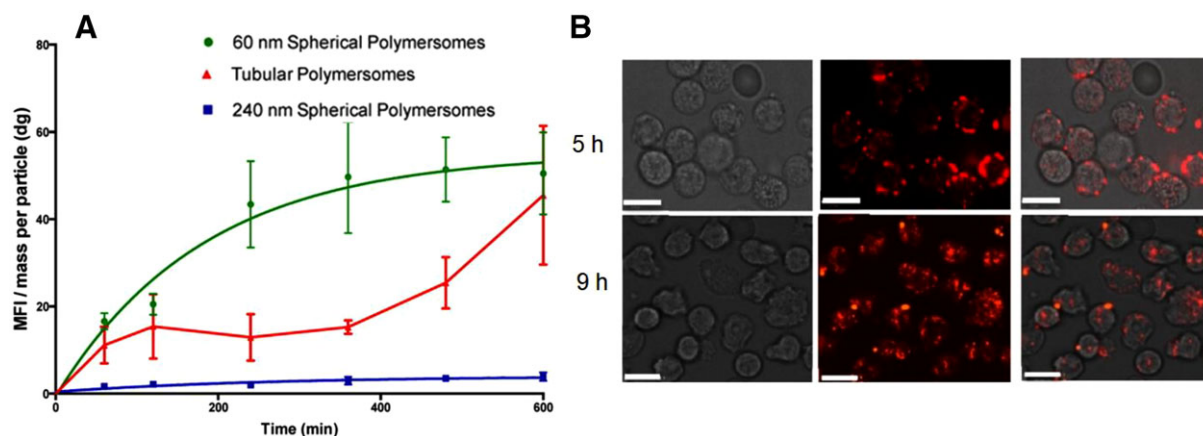 A
80
60 nm Spherical Polymersomes
Tubular Polymersomes
240 nm Spherical Polymersomes
60
40
20
0
MFI / mass per particle (dg)
0
200
400
600
Time (min)
B
5 h
9 h